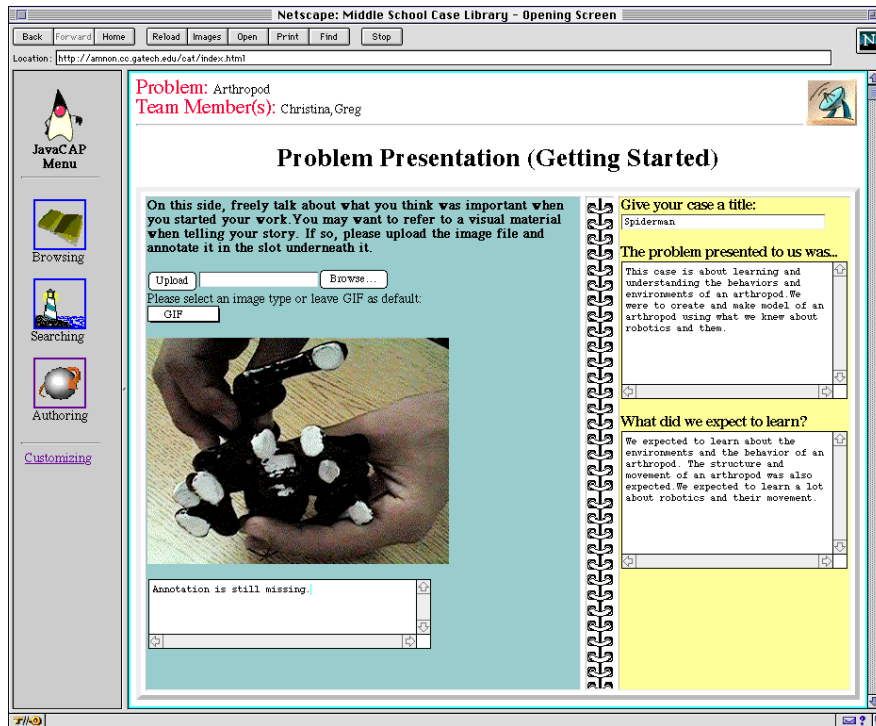 Netscape: Middle School Case Library - Opening Screen
Back Forward Home Reload Images Open Print Find Stop
N
Location: http://amnon.cc.gatech.edu/cat/index.html
JavaCAP
Menu
Browsing
Searching
Authoring
Customizing
Problem: Arthropod
Team Member(s): Christina, Greg
Problem Presentation (Getting Started)
On this side, freely talk about what you think was important when
you started your work.You may want to refer to a visual material
when telling your story. If so, please upload the image file and
annotate it in the slot underneath it.
Upload Browse...
Please select an image type or leave GIF as default:
GIF
Annotation is still missing.
Give your case a title:
Spiderman
The problem presented to us was...
This case is about learning and
understanding the behaviors and
environments of an arthropod.We
were to create and make model of an
arthropod using what we knew about
robotics and them.
What did we expect to learn?
We expected to learn about the
environments and the behavior of an
arthropod. The structure and
movement of an arthropod was also
expected.We expected to learn a lot
about robotics and their movement.
?